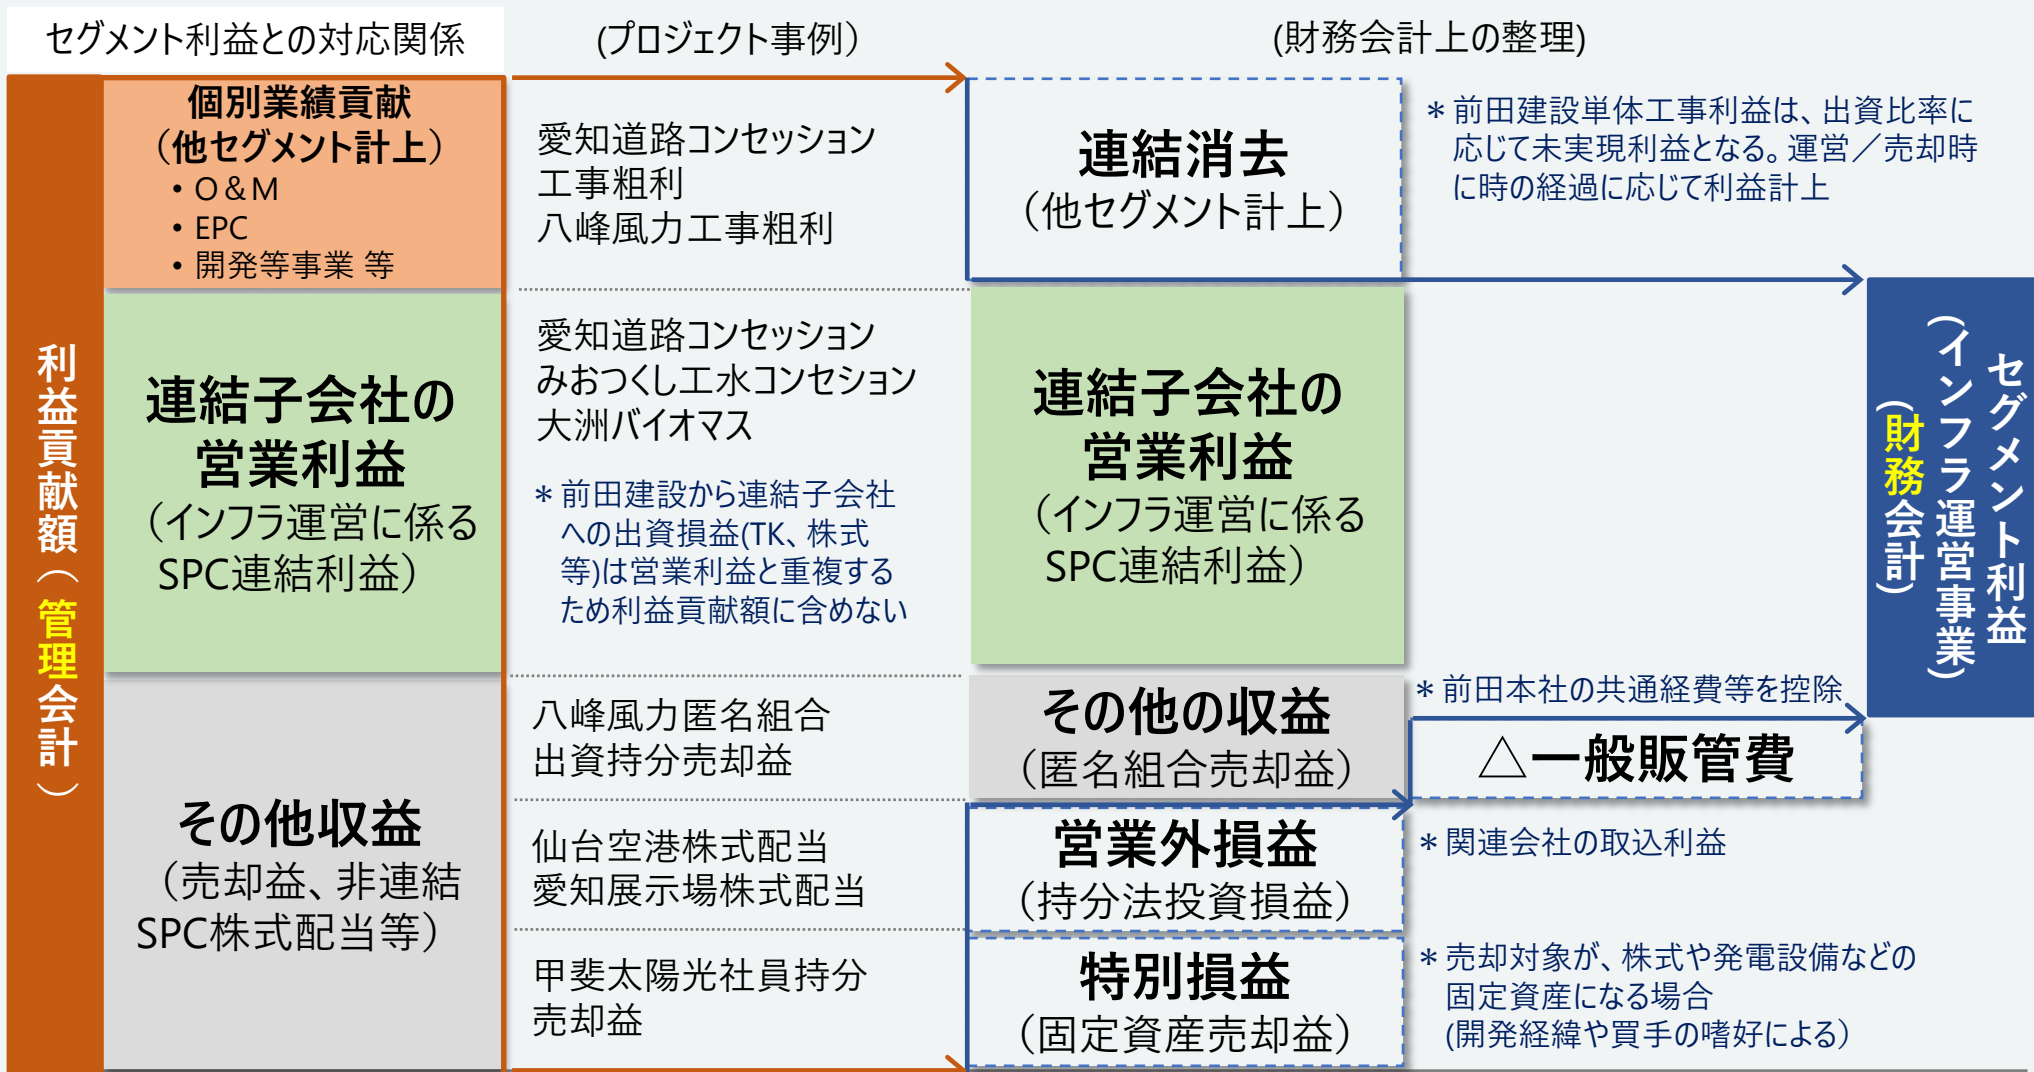 セグメント利益との対応関係
(プロジェクト事例)
(財務会計上の整理)
利益貢献額(管理会計)
個別業績貢献
(他セグメント計上)
・O&M
・EPC
・開発等事業 等
愛知道路コンセッション
工事粗利
八峰風力工事粗利
連結消去
(他セグメント計上)
＊前田建設単体工事利益は、出資比率に
応じて未実現利益となる。運営／売却時
に時の経過に応じて利益計上
連結子会社の
営業利益
(インフラ運営に係る
SPC連結利益)
愛知道路コンセッション
みおつくし工水コンセション
大洲バイオマス
＊前田建設から連結子会社
への出資損益(TK、株式
等)は営業利益と重複する
ため利益貢献額に含めない
連結子会社の
営業利益
(インフラ運営に係る
SPC連結利益)
セグメント利益
(インフラ運営事業)
(財務会計)
その他収益
(売却益、非連結
SPC株式配当等)
八峰風力匿名組合
出資持分売却益
その他の収益
(匿名組合売却益)
＊前田本社の共通経費等を控除
△一般販管費
仙台空港株式配当
愛知展示場株式配当
営業外損益
(持分法投資損益)
＊関連会社の取込利益
甲斐太陽光社員持分
売却益
特別損益
(固定資産売却益)
＊売却対象が、株式や発電設備などの
固定資産になる場合
(開発経緯や買手の嗜好による)